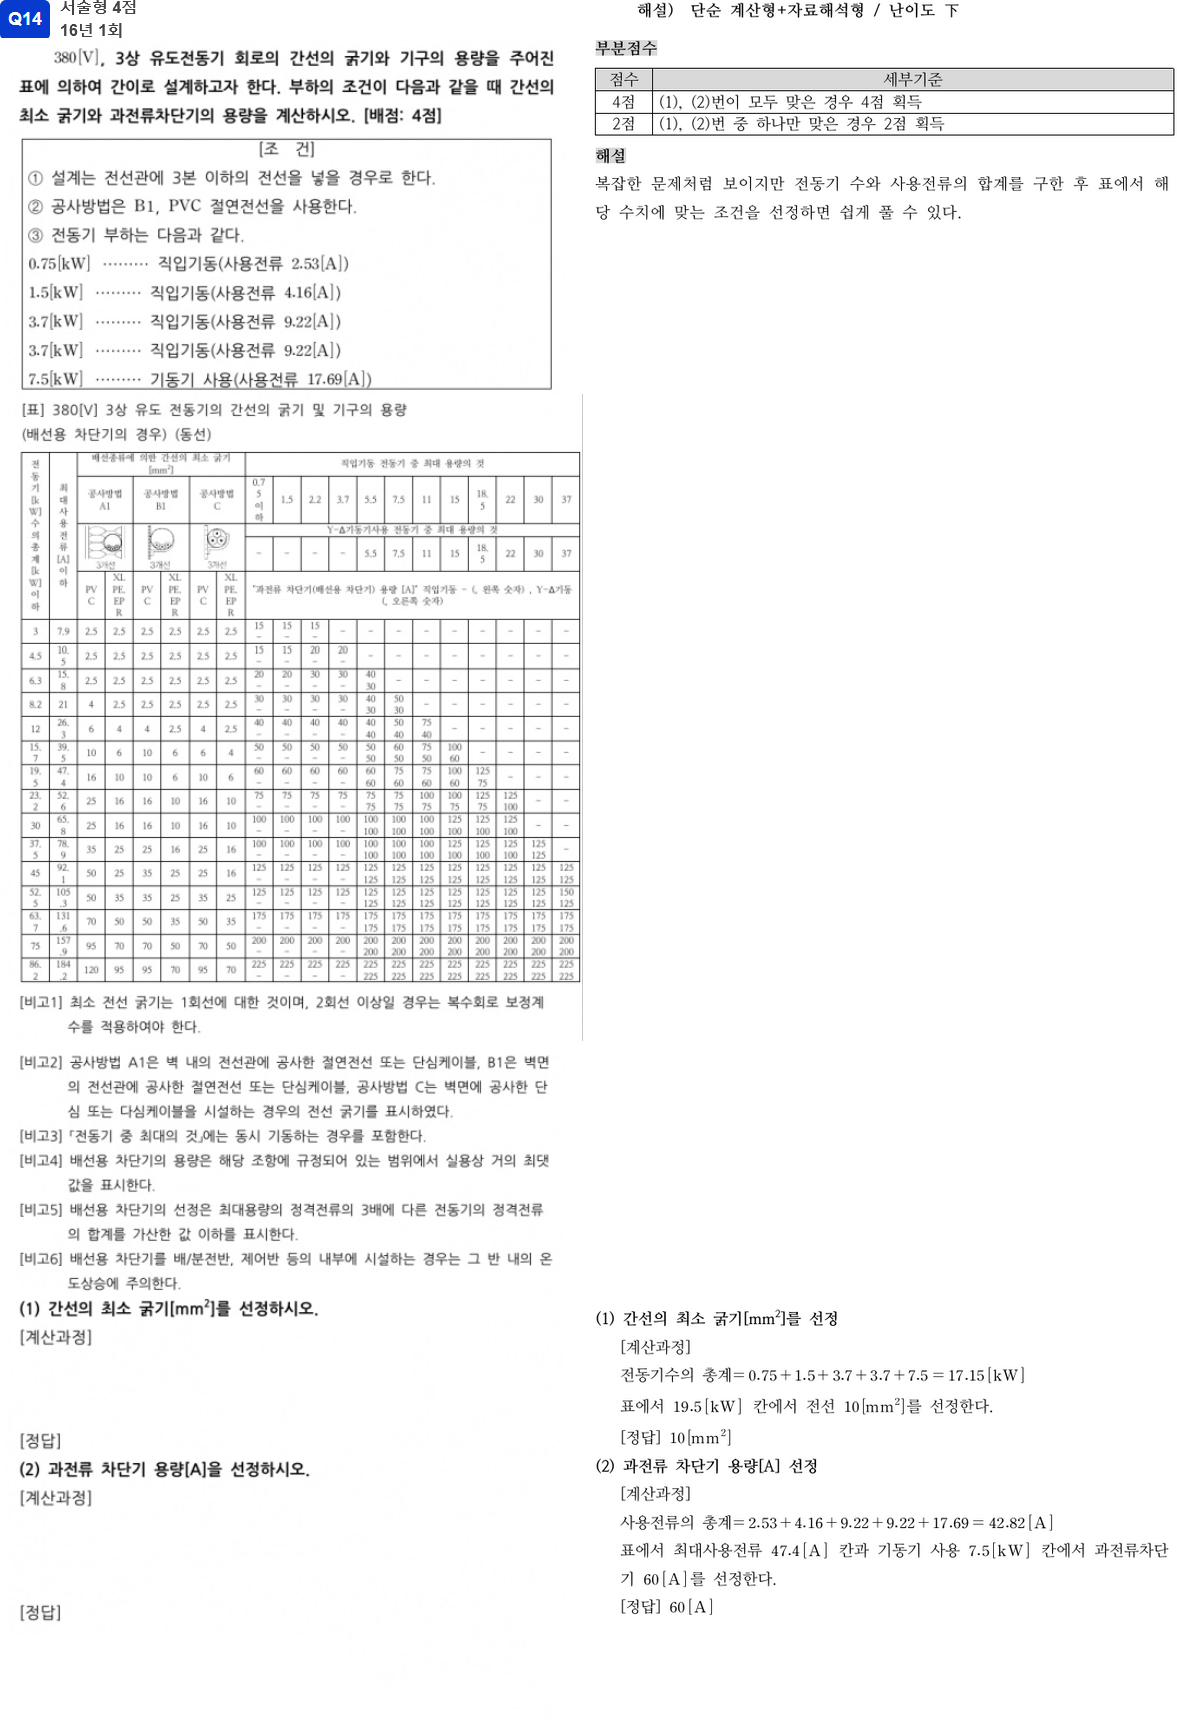 Q14
서술형 4점
16년 1회
380[V], 3상 유도전동기 회로의 간선의 굵기와 기구의 용량을 주어진
표에 의하여 간이로 설계하고자 한다. 부하의 조건이 다음과 같을 때 간선의
최소 굵기와 과전류차단기의 용량을 계산하시오. [배점: 4점]
[조 건]
① 설계는 전선관에 3본 이하의 전선을 넣을 경우로 한다.
② 공사방법은 B1, PVC 절연전선을 사용한다.
③ 전동기 부하는 다음과 같다.
0.75[kW] ⋯⋯⋯ 직입기동(사용전류 2.53[A])
1.5[kW] ⋯⋯⋯ 직입기동(사용전류 4.16[A])
3.7[kW] ⋯⋯⋯ 직입기동(사용전류 9.22[A])
3.7[kW] ⋯⋯⋯ 직입기동(사용전류 9.22[A])
7.5[kW] ⋯⋯⋯ 기동기 사용(사용전류 17.69[A])
[표] 380[V] 3상 유도 전동기의 간선의 굵기 및 기구의 용량
(배선용 차단기의 경우) (동선)
전동기[kW]수의 총계[kW]이하 최대사용전류[A]이하 배선종류에 의한 간선의 최소 굵기[mm²] 직입기동 전동기 중 최대 용량의 것
공사방법 A1 공사방법 B1 공사방법 C 0.75이하 1.5 2.2 3.7 5.5 7.5 11 15 18.5 22 30 37
Y-Δ기동기사용 전동기 중 최대 용량의 것
3개선 3개선 3개선 - - - - 5.5 7.5 11 15 18.5 22 30 37
PVC XLPE, EPR PVC XLPE, EPR PVC XLPE, EPR "과전류 차단기(배선용 차단기) 용량 [A]" 직입기동 - (, 왼쪽 숫자) , Y-Δ기동
(, 오른쪽 숫자)
3 7.9 2.5 2.5 2.5 2.5 2.5 2.5 15 15 15 - - - - - - - - -
- - -
4.5 10.5 2.5 2.5 2.5 2.5 2.5 2.5 15 15 20 20 - - - - - - - -
- - - -
6.3 15.8 2.5 2.5 2.5 2.5 2.5 2.5 20 20 30 30 40 - - - - - - -
- - - - 30
8.2 21 4 2.5 2.5 2.5 2.5 2.5 30 30 30 30 40 50 - - - - - -
- - - - 30 30
12 26.3 6 4 4 2.5 4 2.5 40 40 40 40 40 50 75 - - - - -
- - - - 40 40 40
15.7 39.5 10 6 10 6 6 4 50 50 50 50 50 60 75 100 - - - -
- - - - 50 50 50 60
19.5 47.4 16 10 10 6 10 6 60 60 60 60 60 75 75 100 125 - - -
- - - - 60 60 60 60 75
23.2 52.6 25 16 16 10 16 10 75 75 75 75 75 75 100 100 125 125 - -
- - - - 75 75 75 75 75 100
30 65.8 25 16 16 10 16 10 100 100 100 100 100 100 100 125 125 125 - -
- - - - 100 100 100 100 100 100
37.5 78.9 35 25 25 16 25 16 100 100 100 100 100 100 100 125 125 125 125 -
- - - - 100 100 100 100 100 100 125
45 92.1 50 25 35 25 25 16 125 125 125 125 125 125 125 125 125 125 125 125
- - - - 125 125 125 125 125 125 125 125
52.5 105.3 50 35 35 25 35 25 125 125 125 125 125 125 125 125 125 125 125 150
- - - - 125 125 125 125 125 125 125 125
63.7 131.6 70 50 50 35 50 35 175 175 175 175 175 175 175 175 175 175 175 175
- - - - 175 175 175 175 175 175 175 175
75 157.9 95 70 70 50 70 50 200 200 200 200 200 200 200 200 200 200 200 200
- - - - 200 200 200 200 200 200 200 200
86.2 184.2 120 95 95 70 95 70 225 225 225 225 225 225 225 225 225 225 225 225
- - - - 225 225 225 225 225 225 225 225
[비고1] 최소 전선 굵기는 1회선에 대한 것이며, 2회선 이상일 경우는 복수회로 보정계
수를 적용하여야 한다.
[비고2] 공사방법 A1은 벽 내의 전선관에 공사한 절연전선 또는 단심케이블, B1은 벽면
의 전선관에 공사한 절연전선 또는 단심케이블, 공사방법 C는 벽면에 공사한 단
심 또는 다심케이블을 시설하는 경우의 전선 굵기를 표시하였다.
[비고3] 「전동기 중 최대의 것」에는 동시 기동하는 경우를 포함한다.
[비고4] 배선용 차단기의 용량은 해당 조항에 규정되어 있는 범위에서 실용상 거의 최댓
값을 표시한다.
[비고5] 배선용 차단기의 선정은 최대용량의 정격전류의 3배에 다른 전동기의 정격전류
의 합계를 가산한 값 이하를 표시한다.
[비고6] 배선용 차단기를 배/분전반, 제어반 등의 내부에 시설하는 경우는 그 반 내의 온
도상승에 주의한다.
(1) 간선의 최소 굵기[mm²]를 선정하시오.
[계산과정]
[정답]
(2) 과전류 차단기 용량[A]을 선정하시오.
[계산과정]
[정답]
해설) 단순 계산형+자료해석형 / 난이도 下
부분점수
점수 세부기준
4점 (1), (2)번이 모두 맞은 경우 4점 획득
2점 (1), (2)번 중 하나만 맞은 경우 2점 획득
해설
복잡한 문제처럼 보이지만 전동기 수와 사용전류의 합계를 구한 후 표에서 해
당 수치에 맞는 조건을 선정하면 쉽게 풀 수 있다.
(1) 간선의 최소 굵기[mm²]를 선정
[계산과정]
전동기수의 총계= 0.75+1.5+3.7+3.7+7.5 = 17.15[kW]
표에서 19.5[kW] 칸에서 전선 10[mm²]를 선정한다.
[정답] 10[mm²]
(2) 과전류 차단기 용량[A] 선정
[계산과정]
사용전류의 총계= 2.53+4.16+9.22+9.22+17.69 = 42.82[A]
표에서 최대사용전류 47.4[A] 칸과 기동기 사용 7.5[kW] 칸에서 과전류차단
기 60[A]를 선정한다.
[정답] 60[A]